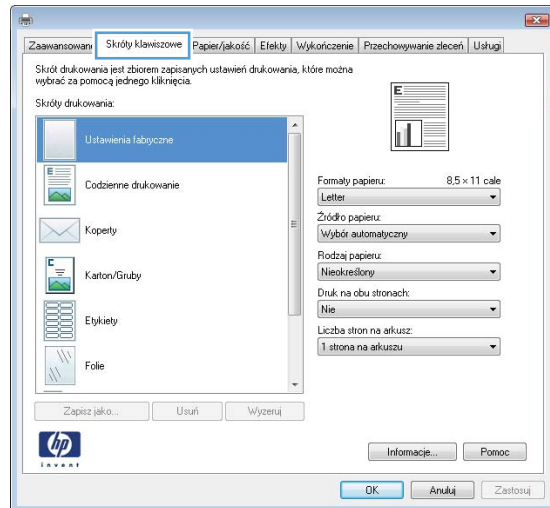 Zaawansowane Skróty klawiszowe Papier/jakość Efekty Wykończenie Przechowywanie zleceń Usługi
Skrót drukowania jest zbiorem zapisanych ustawień drukowania, które można
wybrać za pomocą jednego kliknięcia.
Skróty drukowania:
Ustawienia fabryczne
Codzienne drukowanie
Koperty
Karton/Gruby
Etykiety
Folie
E
Formaty papieru: 8,5 × 11 cale
Letter
Źródło papieru:
Wybór automatyczny
Rodzaj papieru:
Nieokreślony
Druk na obu stronach:
Nie
Liczba stron na arkusz:
1 strona na arkuszu
Zapisz jako... Usuń Wyzeruj
hp
invent
Informacje... Pomoc
OK Anuluj Zastosuj